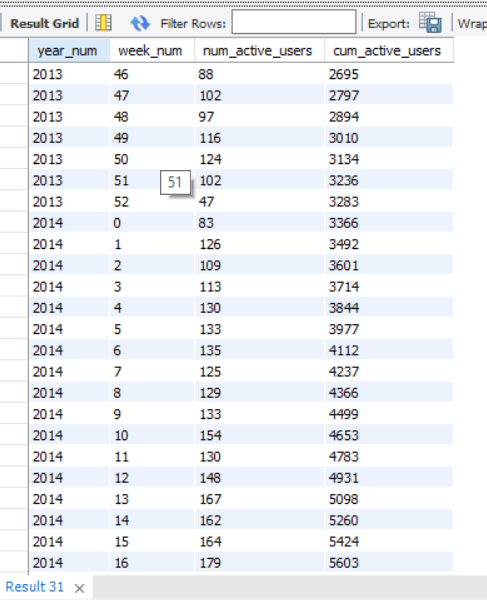 Result Grid Filter Rows: Export: Wrap
year_num week_num num_active_users cum_active_users
2013 46 88 2695
2013 47 102 2797
2013 48 97 2894
2013 49 116 3010
2013 50 124 3134
2013 51 51 102 3236
2013 52 47 3283
2014 0 83 3366
2014 1 126 3492
2014 2 109 3601
2014 3 113 3714
2014 4 130 3844
2014 5 133 3977
2014 6 135 4112
2014 7 125 4237
2014 8 129 4366
2014 9 133 4499
2014 10 154 4653
2014 11 130 4783
2014 12 148 4931
2014 13 167 5098
2014 14 162 5260
2014 15 164 5424
2014 16 179 5603
Result 31 ×